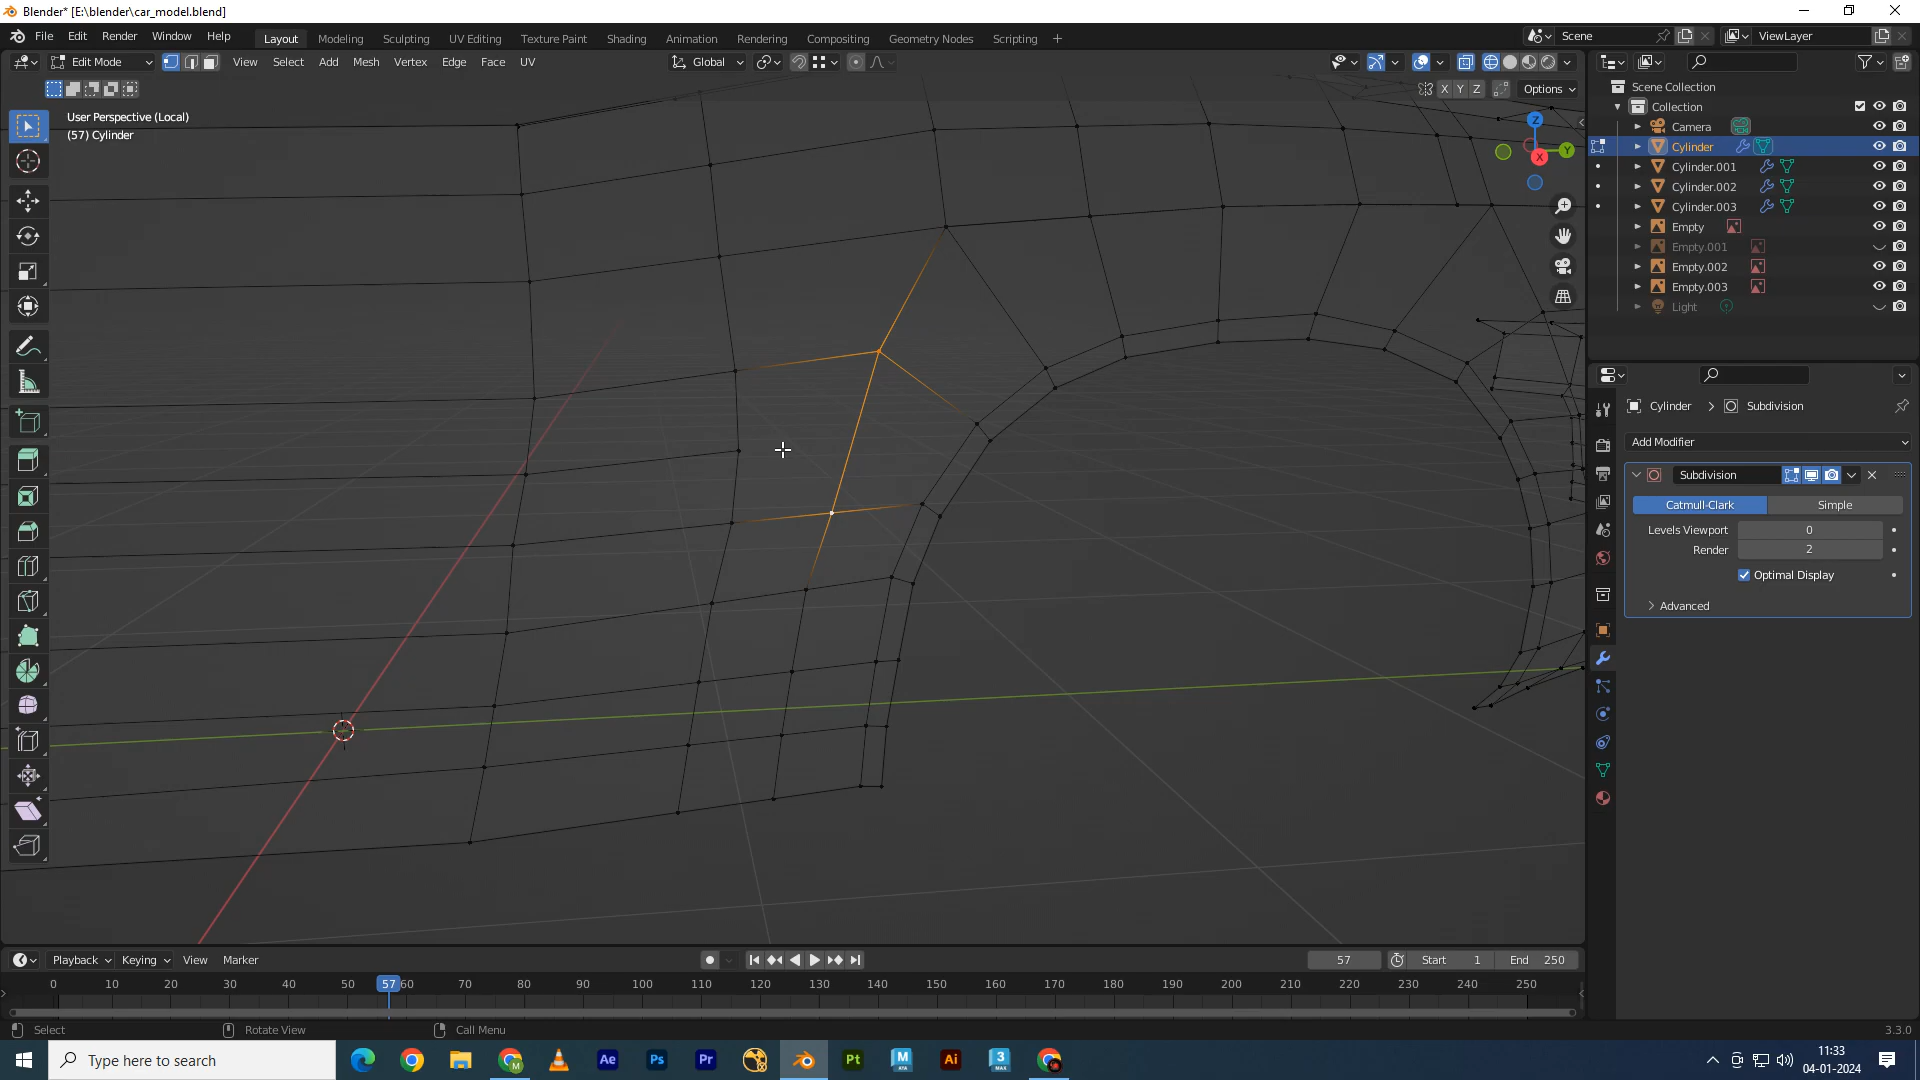 Blender* [E:\blender\car_model.blend]
File Edit Render Window Help
Layout Modeling Sculpting UV Editing Texture Paint Shading Animation Rendering Compositing Geometry Nodes Scripting +
Scene
ViewLayer
Edit Mode View Select Add Mesh Vertex Edge Face UV
Global
X Y Z Options
User Perspective (Local)
(57) Cylinder
Z
Y
X
Scene Collection
Collection
Camera
Cylinder
Cylinder.001
Cylinder.002
Cylinder.003
Empty
Empty.001
Empty.002
Empty.003
Light
Cylinder > Subdivision
Add Modifier
Subdivision
Catmull-Clark Simple
Levels Viewport 0
Render 2
Optimal Display
Advanced
Playback Keying View Marker
57 Start 1 End 250
0 10 20 30 40 50 57 60 70 80 90 100 110 120 130 140 150 160 170 180 190 200 210 220 230 240 250
Select Rotate View Call Menu
3.3.0
Type here to search
Ae Ps Pr Pt M Ai 3
11:33
04-01-2024